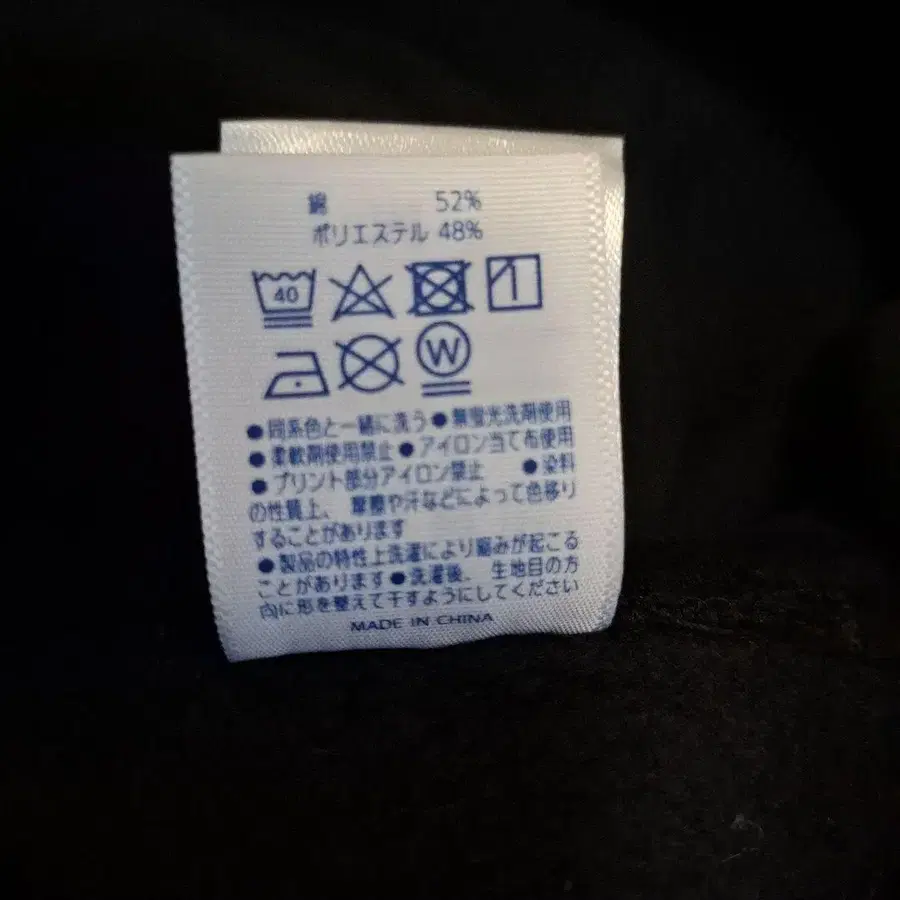 綿 52%
ポリエステル 48%
40
W
●同系色と一緒に洗う●無蛍光洗剤使用
●柔軟剤使用禁止 ●アイロン当て布使用
●プリント部分アイロン禁止 ●染料
の性質上、 摩擦や汗などによって色移り
することがあります
●製品の特性上洗濯により縮みが起こる
ことがあります●洗濯後、 生地目の方
向に形を整えて干すようにしてください
MADE IN CHINA